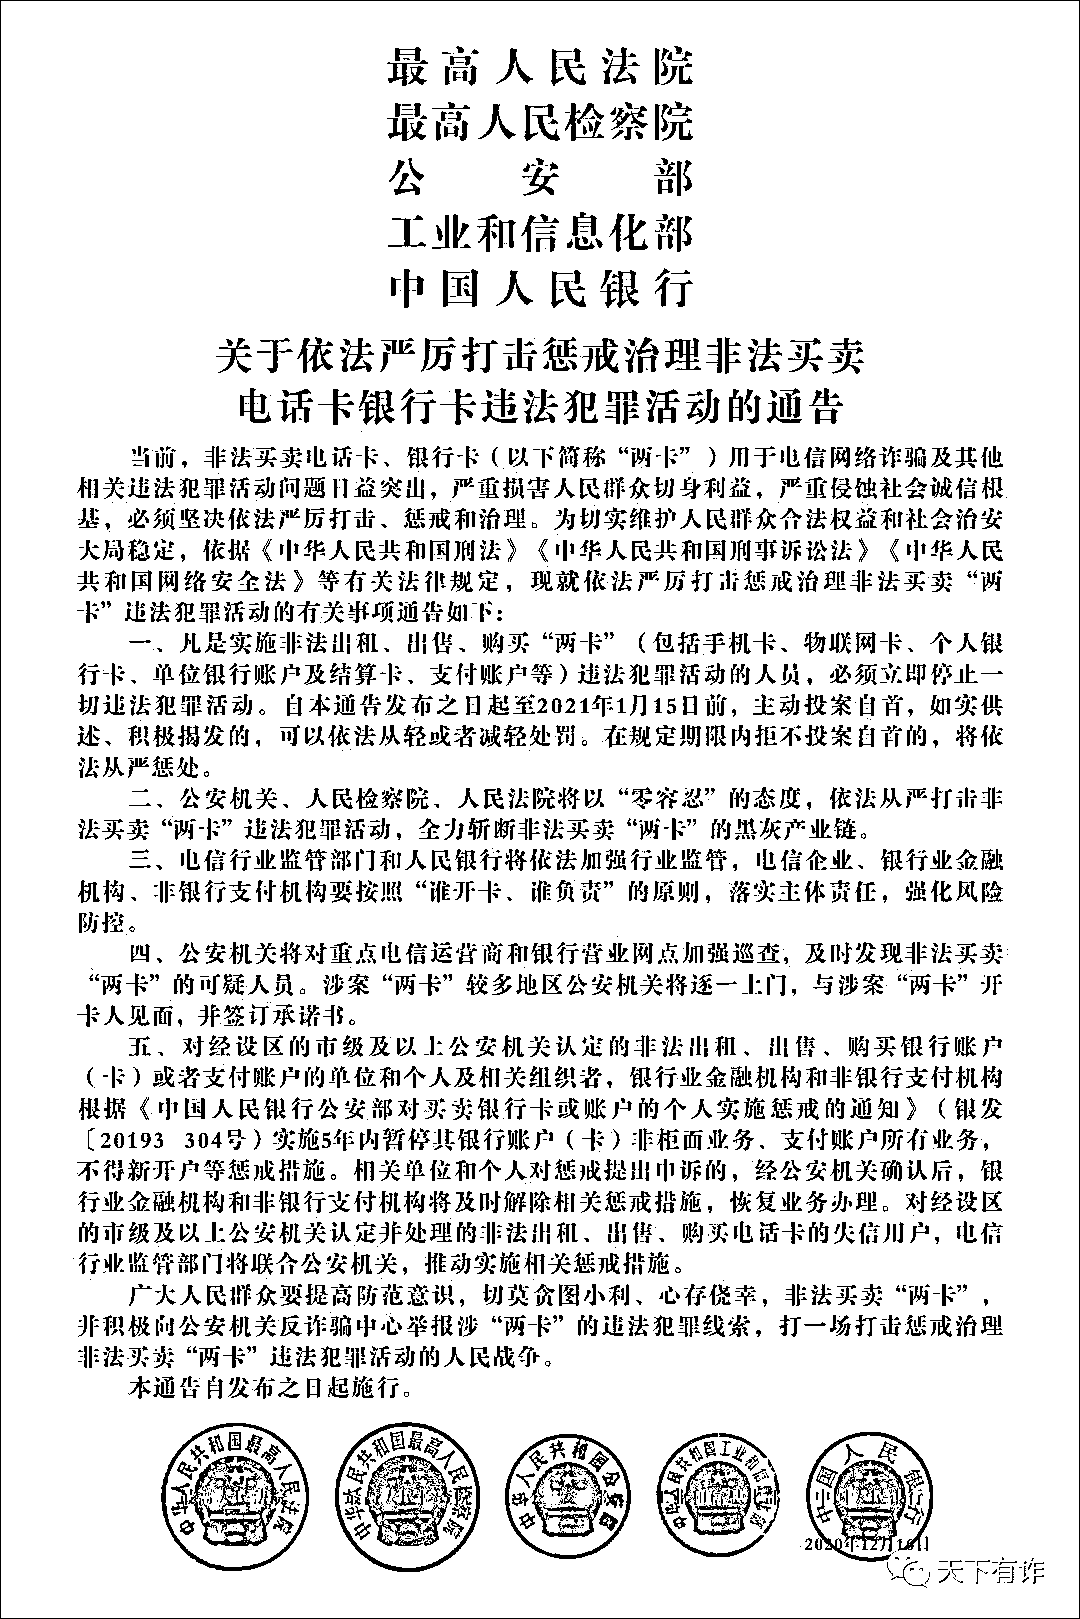 最高人民法院
最高人民检察院
公安部
工业和信息化部
中国人民银行
关于依法严厉打击惩戒治理非法买卖
电话卡银行卡违法犯罪活动的通告
当前，非法买卖电话卡、银行卡（以下简称“两卡”）用于电信网络诈骗及其他
相关违法犯罪活动问题日益突出，严重损害人民群众切身利益，严重侵蚀社会诚信根
基，必须坚决依法严厉打击、惩戒和治理。为切实维护人民群众合法权益和社会治安
大局稳定，依据《中华人民共和国刑法》《中华人民共和国刑事诉讼法》《中华人民
共和国网络安全法》等有关法律规定，现就依法严厉打击惩戒治理非法买卖“两
卡”违法犯罪活动的有关事项通告如下：
一、凡是实施非法出租、出售、购买“两卡”（包括手机卡、物联网卡、个人银
行卡、单位银行账户及结算卡、支付账户等）违法犯罪活动的人员，必须立即停止一
切违法犯罪活动。自本通告发布之日起至2021年1月15日前，主动投案自首，如实供
述、积极揭发的，可以依法从轻或者减轻处罚。在规定期限内拒不投案自首的，将依
法从严惩处。
二、公安机关、人民检察院、人民法院将以“零容忍”的态度，依法从严打击非
法买卖“两卡”违法犯罪活动，全力斩断非法买卖“两卡”的黑灰产业链。
三、电信行业监管部门和人民银行将依法加强行业监管，电信企业、银行业金融
机构、非银行支付机构要按照“谁开卡、谁负责”的原则，落实主体责任，强化风险
防控。
四、公安机关将对重点电信运营商和银行营业网点加强巡查，及时发现非法买卖
“两卡”的可疑人员。涉案“两卡”较多地区公安机关将逐一上门，与涉案“两卡”开
卡人见面，并签订承诺书。
五、对经设区的市级及以上公安机关认定的非法出租、出售、购买银行账户
（卡）或者支付账户的单位和个人及相关组织者，银行业金融机构和非银行支付机构
根据《中国人民银行公安部对买卖银行卡或账户的个人实施惩戒的通知》（银发
〔20193 304号）实施5年内暂停其银行账户（卡）非柜面业务、支付账户所有业务，
不得新开户等惩戒措施。相关单位和个人对惩戒提出申诉的，经公安机关确认后，银
行业金融机构和非银行支付机构将及时解除相关惩戒措施，恢复业务办理。对经设区
的市级及以上公安机关认定并处理的非法出租、出售、购买电话卡的失信用户，电信
行业监管部门将联合公安机关，推动实施相关惩戒措施。
广大人民群众要提高防范意识，切莫贪图小利、心存侥幸，非法买卖“两卡”，
并积极向公安机关反诈骗中心举报涉“两卡”的违法犯罪线索，打一场打击惩戒治理
非法买卖“两卡”违法犯罪活动的人民战争。
本通告自发布之日起施行。
中华人民共和国最高人民法院
中华人民共和国最高人民检察院
中华人民共和国公安部
中华人民共和国工业和信息化部
中国人民银行
2020年12月16日
天下有诈